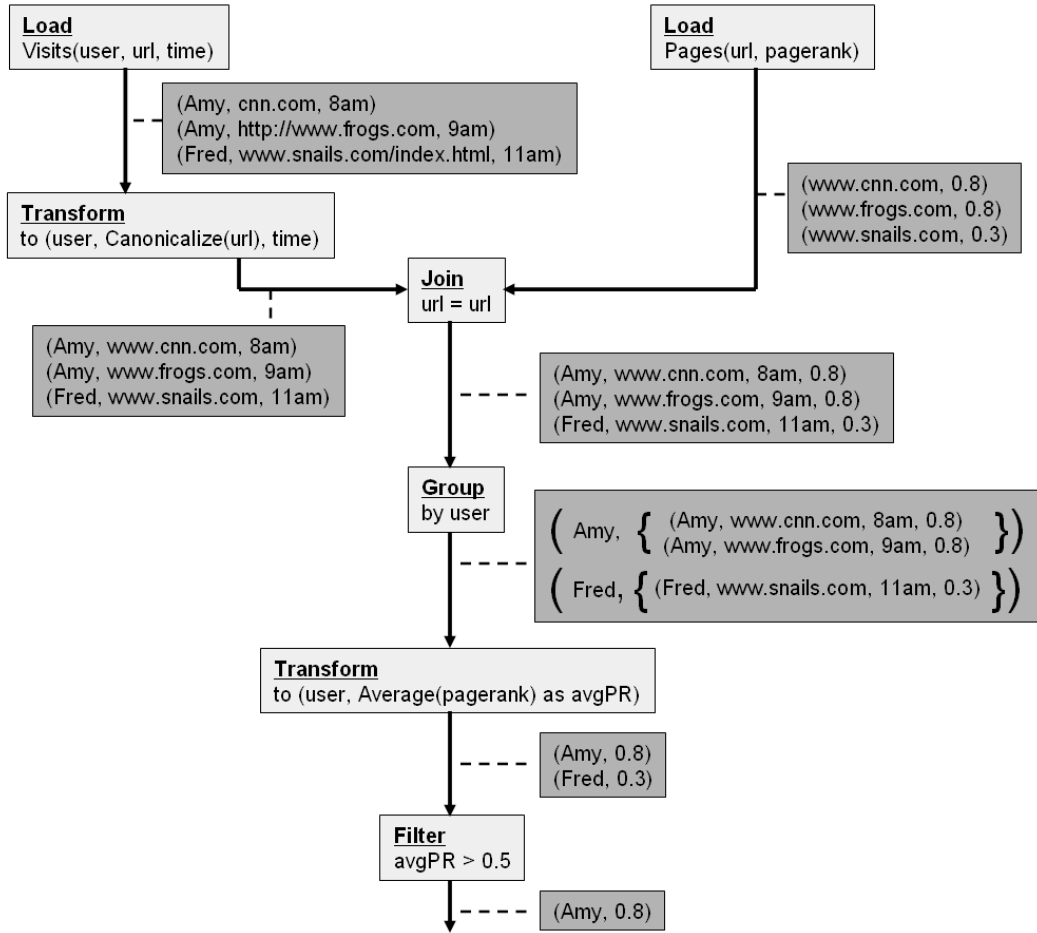 Load
Visits(user, url, time)
Load
Pages(url, pagerank)
(Amy, cnn.com, 8am)
(Amy, http://www.frogs.com, 9am)
(Fred, www.snails.com/index.html, 11am)
(www.cnn.com, 0.8)
(www.frogs.com, 0.8)
(www.snails.com, 0.3)
Transform
to (user, Canonicalize(url), time)
Join
url = url
(Amy, www.cnn.com, 8am)
(Amy, www.frogs.com, 9am)
(Fred, www.snails.com, 11am)
(Amy, www.cnn.com, 8am, 0.8)
(Amy, www.frogs.com, 9am, 0.8)
(Fred, www.snails.com, 11am, 0.3)
Group
by user
( Amy, { (Amy, www.cnn.com, 8am, 0.8)
(Amy, www.frogs.com, 9am, 0.8) })
( Fred, { (Fred, www.snails.com, 11am, 0.3) })
Transform
to (user, Average(pagerank) as avgPR)
(Amy, 0.8)
(Fred, 0.3)
Filter
avgPR > 0.5
(Amy, 0.8)